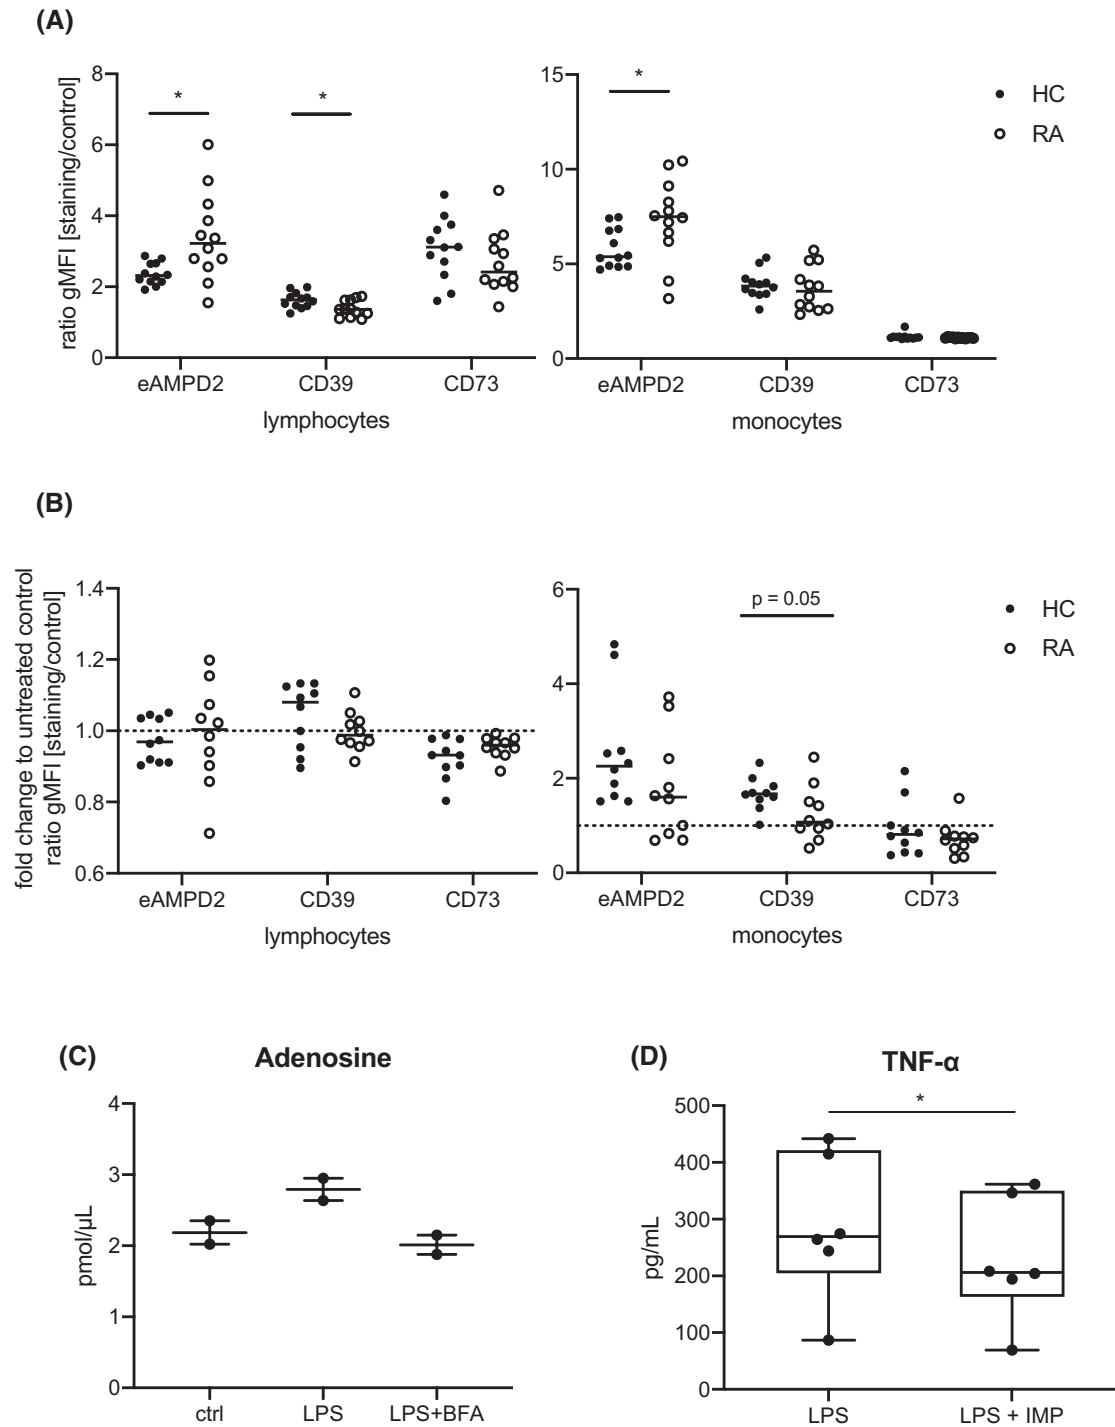 (A)
ratio gMFI [staining/control]
8
6
4
2
0
*
*
eAMPD2
CD39
CD73
lymphocytes
15
10
5
0
*
eAMPD2
CD39
CD73
monocytes
HC
RA
(B)
fold change to untreated control
ratio gMFI [staining/control]
1.4
1.2
1.0
0.8
0.6
eAMPD2
CD39
CD73
lymphocytes
6
4
2
0
p = 0.05
eAMPD2
CD39
CD73
monocytes
HC
RA
(C)
Adenosine
pmol/µL
4
3
2
1
0
ctrl
LPS
LPS+BFA
(D)
TNF-α
pg/mL
500
400
300
200
100
0
*
LPS
LPS + IMP